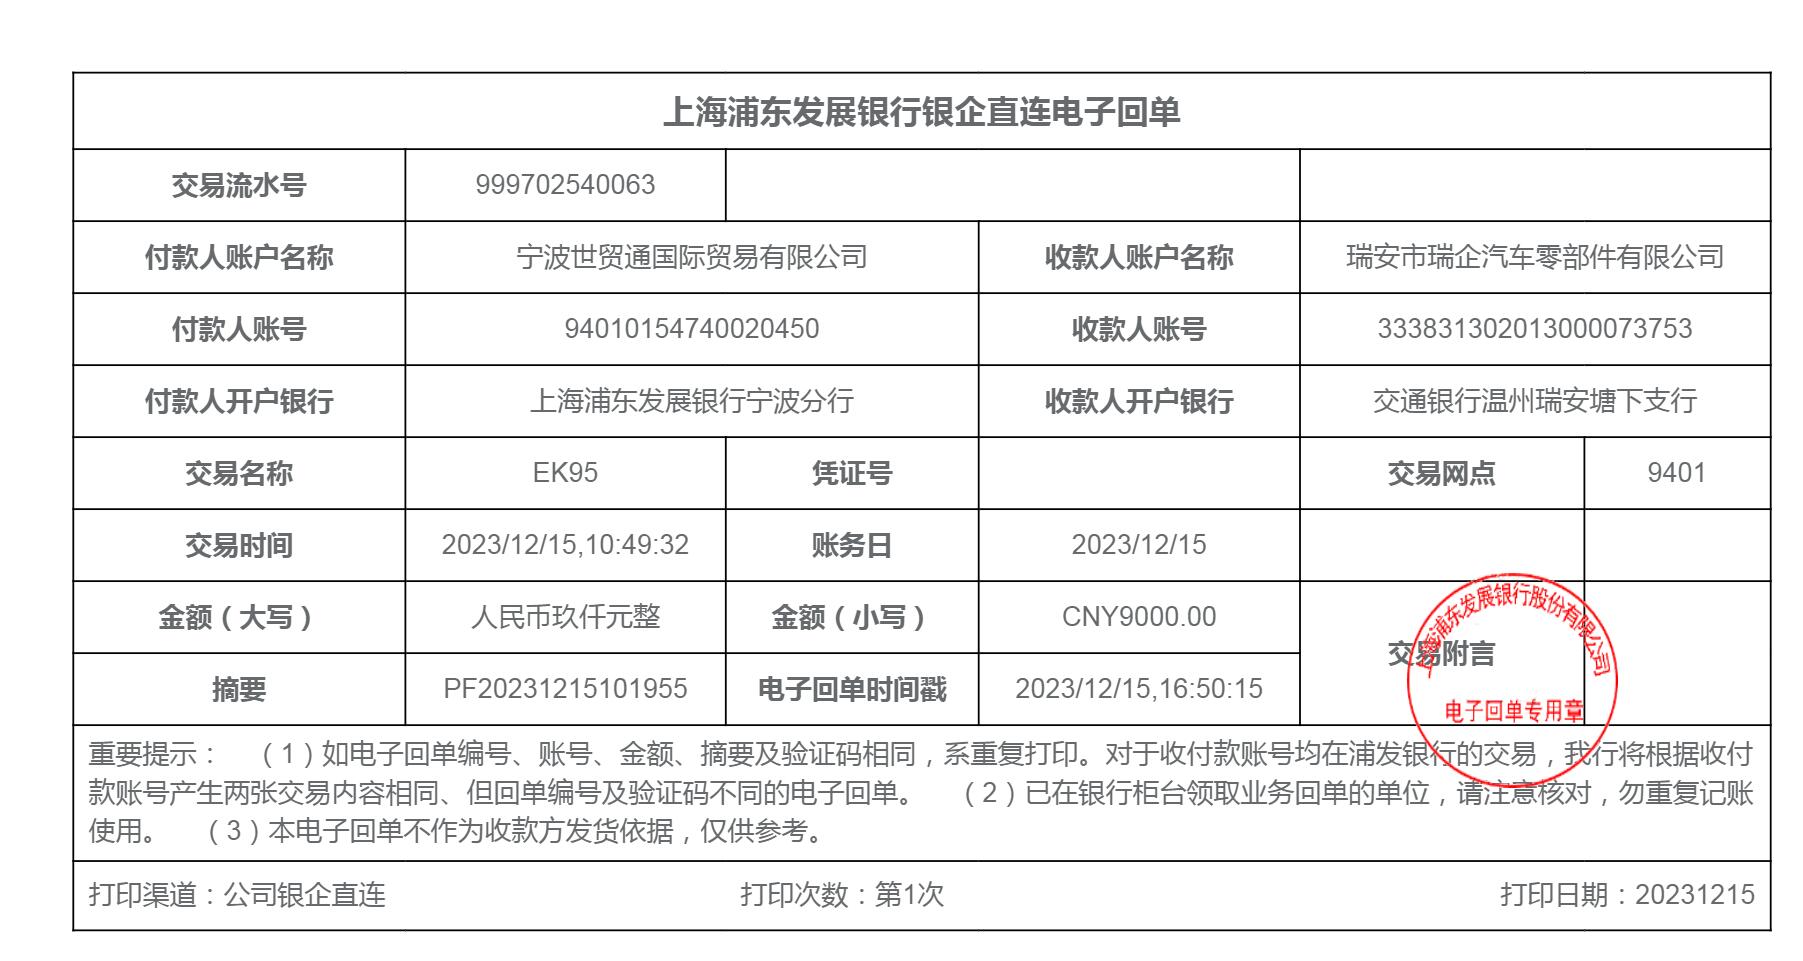 上海浦东发展银行银企直连电子回单
交易流水号 999702540063
付款人账户名称 宁波世贸通国际贸易有限公司 收款人账户名称 瑞安市瑞企汽车零部件有限公司
付款人账号 94010154740020450 收款人账号 333831302013000073753
付款人开户银行 上海浦东发展银行宁波分行 收款人开户银行 交通银行温州瑞安塘下支行
交易名称 EK95 凭证号 交易网点 9401
交易时间 2023/12/15,10:49:32 账务日 2023/12/15
金额（大写） 人民币玖仟元整 金额（小写） CNY9000.00
交易附言
摘要 PF20231215101955 电子回单时间戳 2023/12/15,16:50:15
上海浦东发展银行股份有限公司
电子回单专用章
重要提示： （1）如电子回单编号、账号、金额、摘要及验证码相同，系重复打印。对于收付款账号均在浦发银行的交易，我行将根据收付
款账号产生两张交易内容相同、但回单编号及验证码不同的电子回单。 （2）已在银行柜台领取业务回单的单位，请注意核对，勿重复记账
使用。 （3）本电子回单不作为收款方发货依据，仅供参考。
打印渠道：公司银企直连 打印次数：第1次 打印日期：20231215